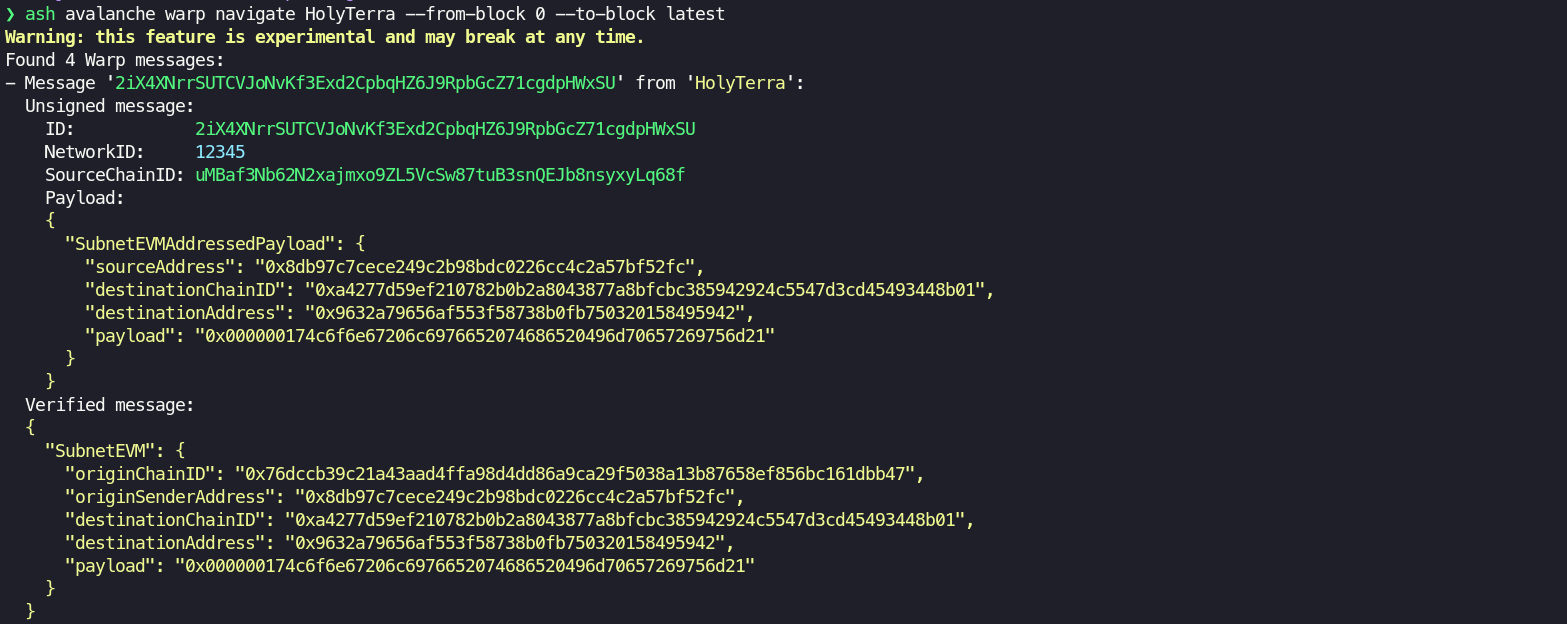 ❯ ash avalanche warp navigate HolyTerra --from-block 0 --to-block latest
Warning: this feature is experimental and may break at any time.
Found 4 Warp messages:
- Message '2iX4XNrrSUTCVJoNvKf3Exd2CpbqHZ6J9RpbGcZ71cgdpHWxSU' from 'HolyTerra':
  Unsigned message:
    ID:            2iX4XNrrSUTCVJoNvKf3Exd2CpbqHZ6J9RpbGcZ71cgdpHWxSU
    NetworkID:     12345
    SourceChainID: uMBaf3Nb62N2xajmxo9ZL5VcSw87tuB3snQEJb8nsyxyLq68f
    Payload:
    {
      "SubnetEVMAddressedPayload": {
        "sourceAddress": "0x8db97c7cece249c2b98bdc0226cc4c2a57bf52fc",
        "destinationChainID": "0xa4277d59ef210782b0b2a8043877a8bfcbc385942924c5547d3cd45493448b01",
        "destinationAddress": "0x9632a79656af553f58738b0fb750320158495942",
        "payload": "0x000000174c6f6e67206c6976652074686520496d70657269756d21"
      }
    }
  Verified message:
  {
    "SubnetEVM": {
      "originChainID": "0x76dccb39c21a43aad4ffa98d4dd86a9ca29f5038a13b87658ef856bc161dbb47",
      "originSenderAddress": "0x8db97c7cece249c2b98bdc0226cc4c2a57bf52fc",
      "destinationChainID": "0xa4277d59ef210782b0b2a8043877a8bfcbc385942924c5547d3cd45493448b01",
      "destinationAddress": "0x9632a79656af553f58738b0fb750320158495942",
      "payload": "0x000000174c6f6e67206c6976652074686520496d70657269756d21"
    }
  }